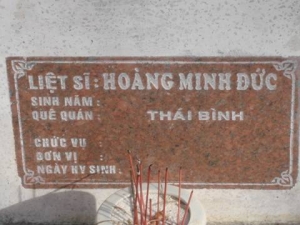 LIỆT SĨ : HOÀNG MINH ĐỨC
SINH NĂM :
QUÊ QUÁN : THÁI BÌNH
CHỨC VỤ :
ĐƠN VỊ :
NGÀY HY SINH :